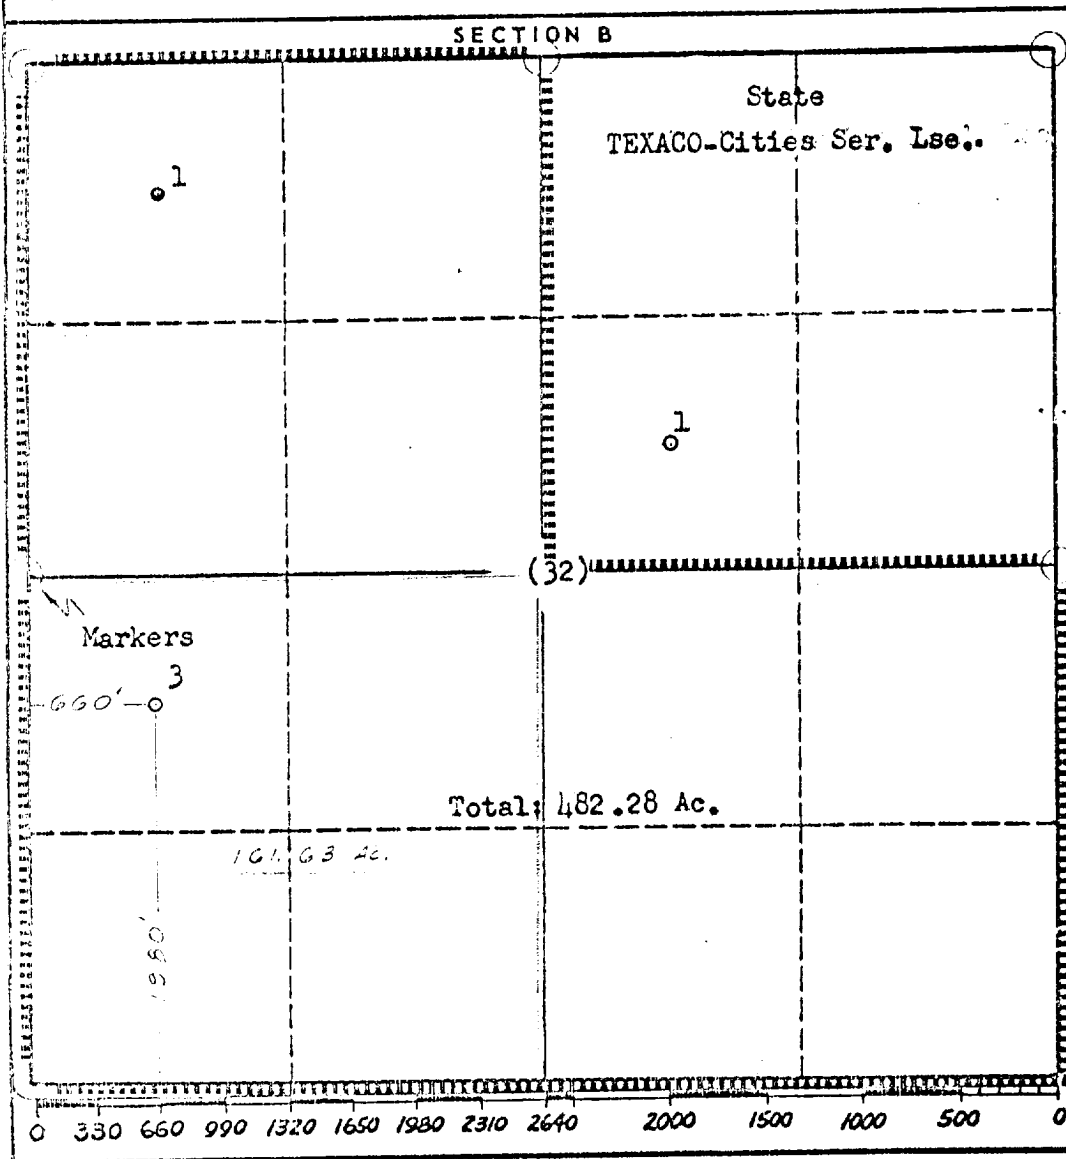 SECTION B
State
TEXACO-Cities Ser. Lse.
1
1
(32)
Markers
3
660'
Total: 482.28 Ac.
161.63 Ac.
1980'
0 330 660 990 1320 1650 1980 2310 2640 2000 1500 1000 500 0